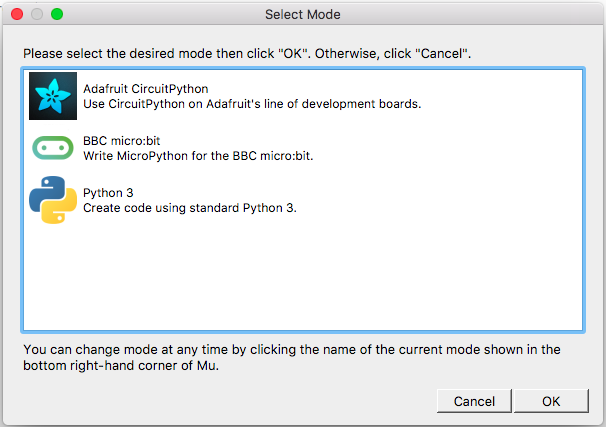 Select Mode
Please select the desired mode then click "OK". Otherwise, click "Cancel".
Adafruit CircuitPython
Use CircuitPython on Adafruit's line of development boards.
BBC micro:bit
Write MicroPython for the BBC micro:bit.
Python 3
Create code using standard Python 3.
You can change mode at any time by clicking the name of the current mode shown in the
bottom right-hand corner of Mu.
Cancel OK